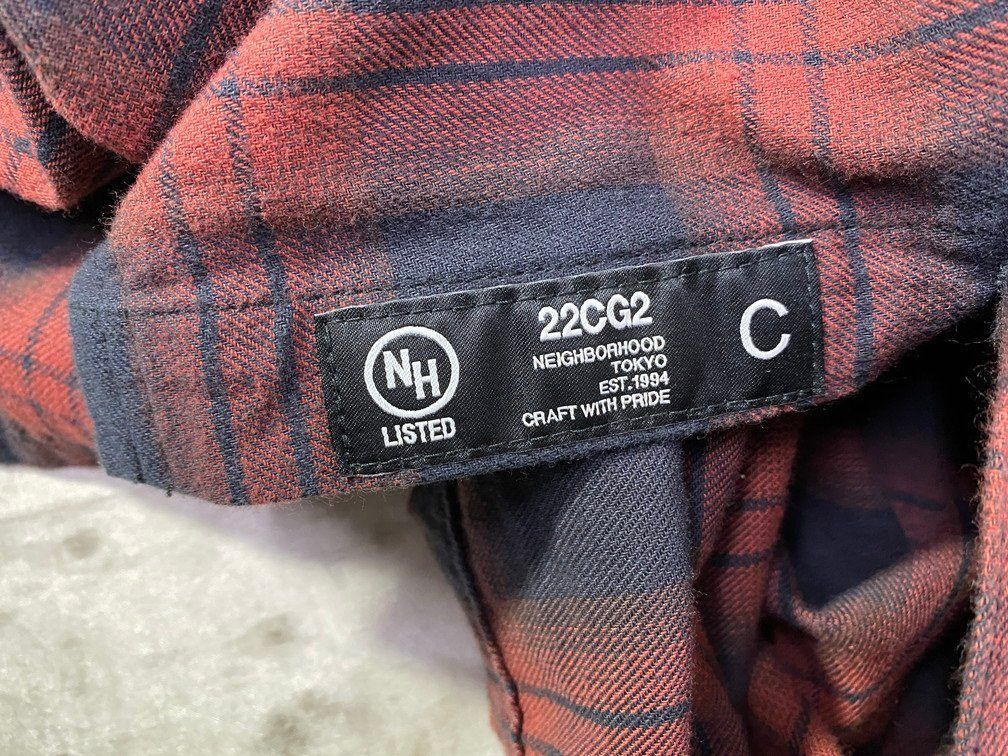 NH
LISTED
22CG2
NEIGHBORHOOD
TOKYO
EST.1994
CRAFT WITH PRIDE
C